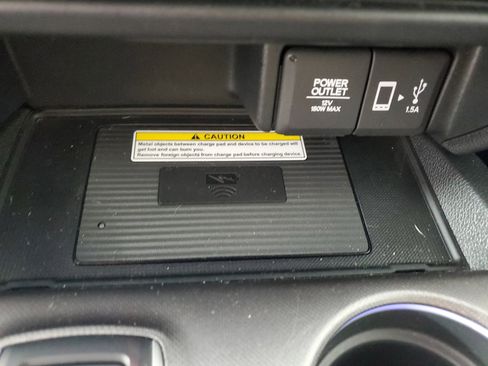 POWER
OUTLET
12V
180W MAX
1.5A
CAUTION
Metal objects between charge pad and device to be charged will
get hot and can burn you.
Remove foreign objects from charge pad before charging device.